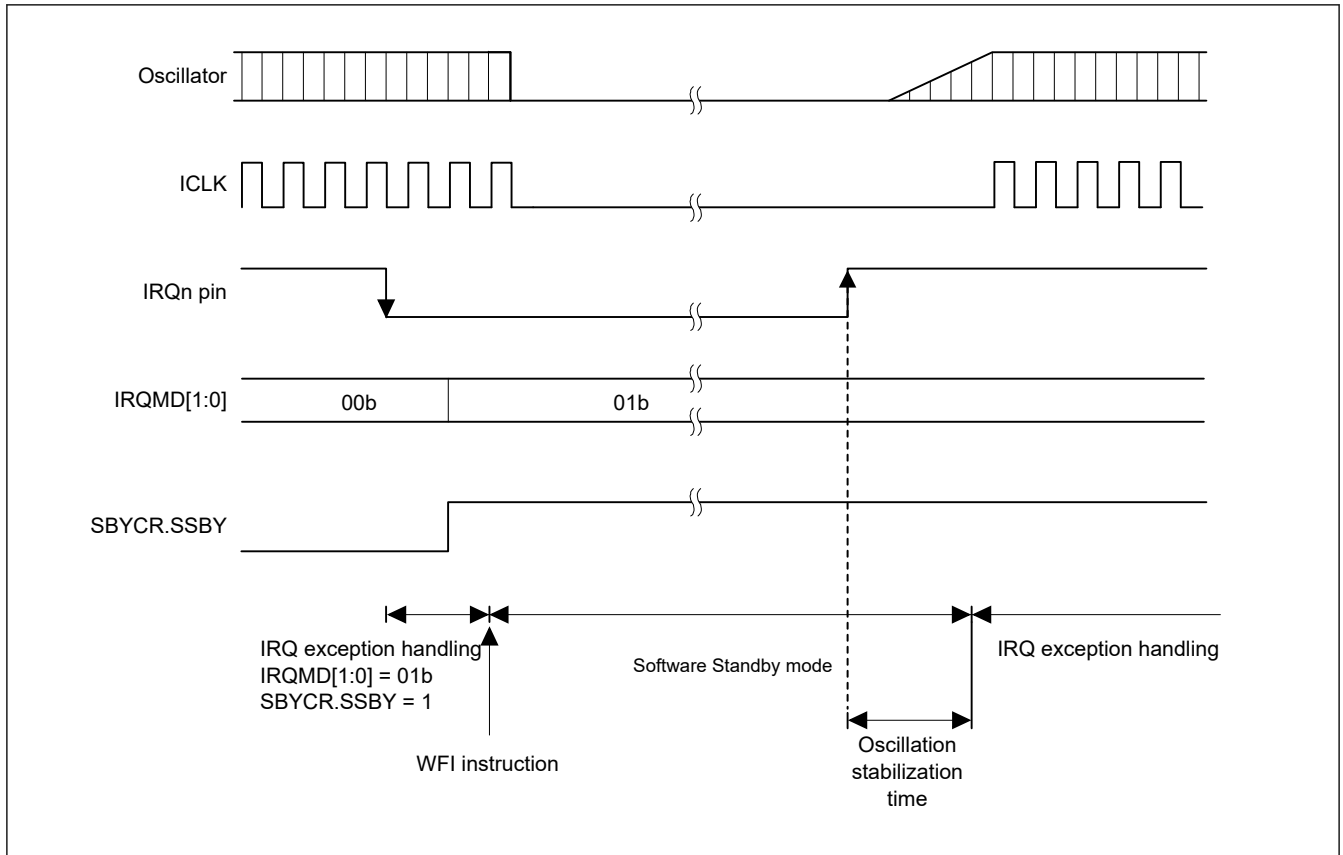 Oscillator
ICLK
IRQn pin
IRQMD[1:0]
00b
01b
SBYCR.SSBY
IRQ exception handling
IRQMD[1:0] = 01b
SBYCR.SSBY = 1
WFI instruction
Software Standby mode
Oscillation
stabilization
time
IRQ exception handling